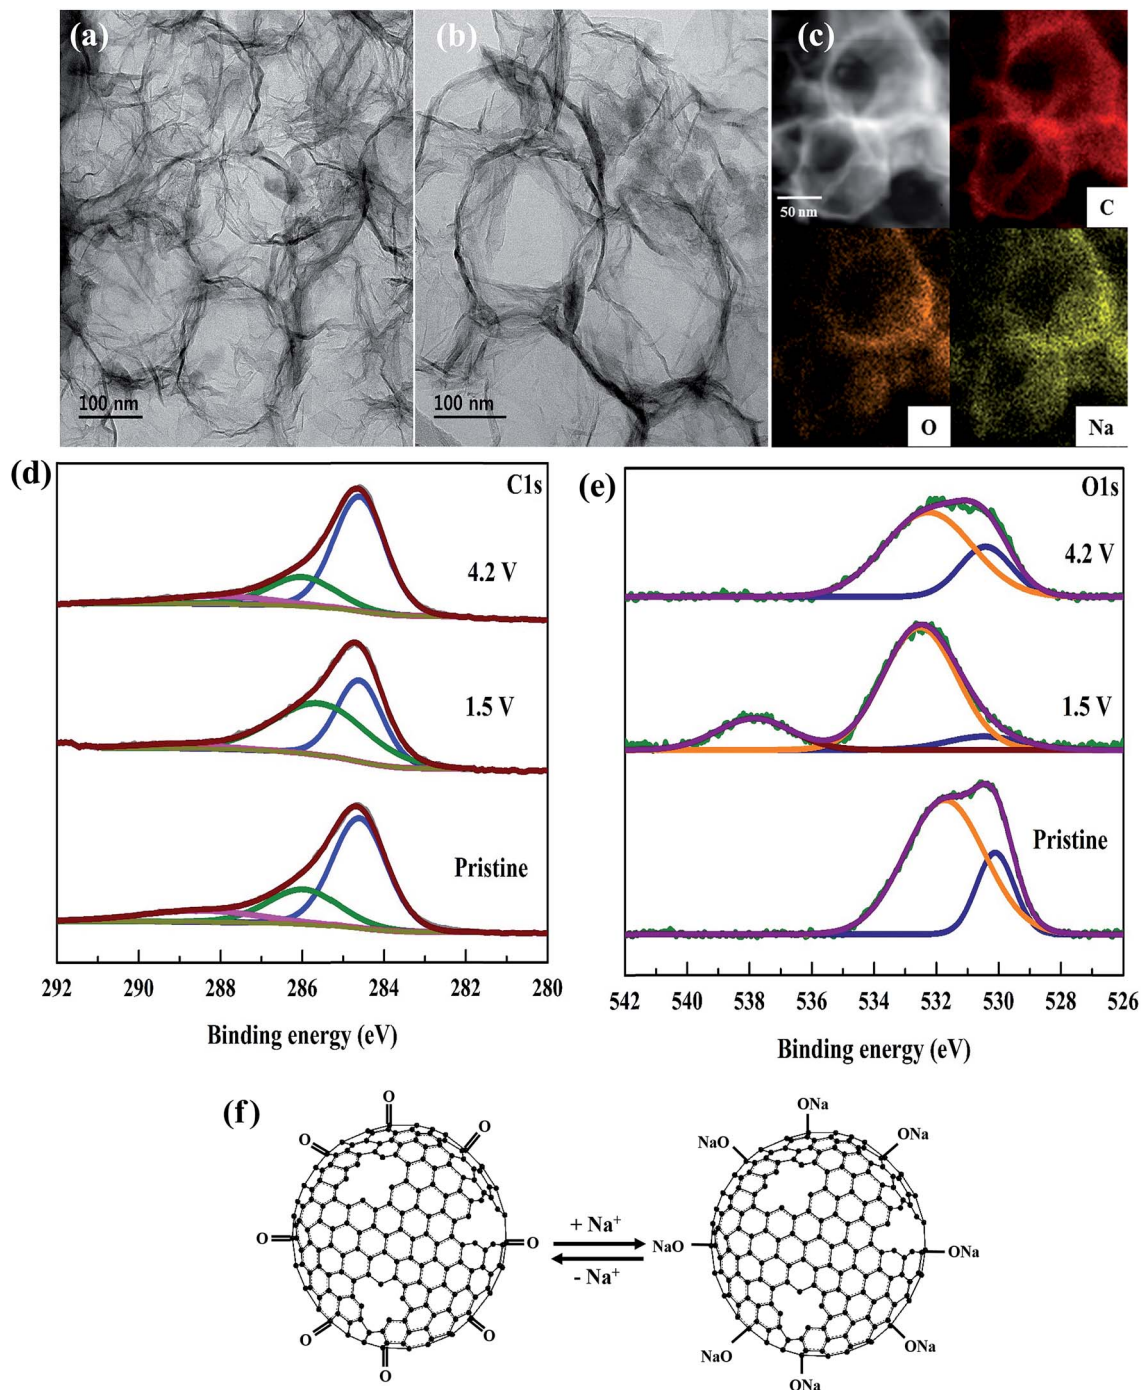 (a)
100 nm
(b)
100 nm
(c)
50 nm
C
O
Na
(d)
C1s
4.2 V
1.5 V
Pristine
292 290 288 286 284 282 280
Binding energy (eV)
(e)
O1s
4.2 V
1.5 V
Pristine
542 540 538 536 534 532 530 528 526
Binding energy (eV)
(f)
O
O
O
O
O
O
O
O
+ Na⁺
- Na⁺
ONa
NaO
ONa
NaO
ONa
NaO
ONa
ONa